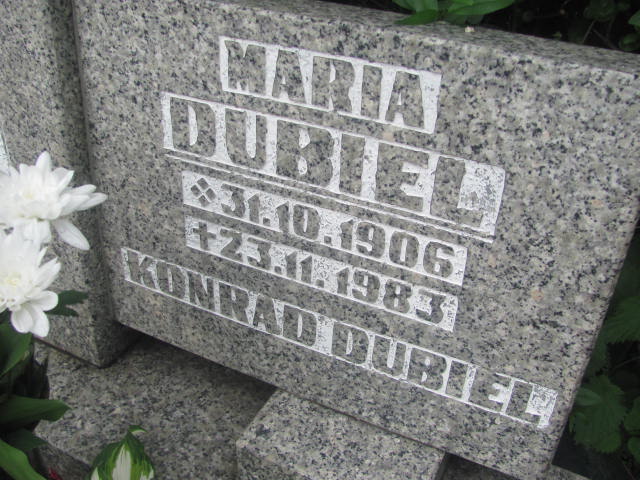 MARIA
DUBIEL
❖ 31.10.1906
+23.11.1983
KONRAD DUBIEL